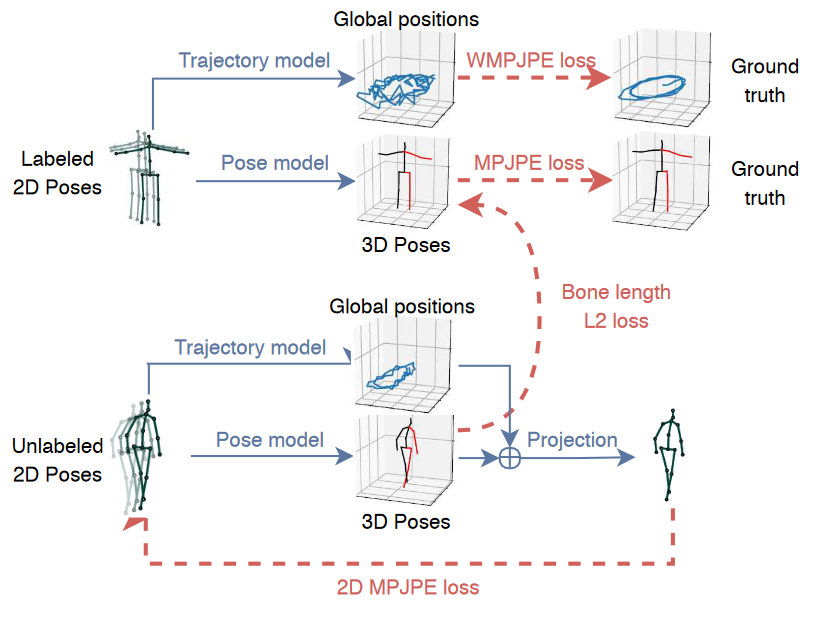 Global positions
Trajectory model
WMPJPE loss
Ground
truth
Labeled
2D Poses
Pose model
MPJPE loss
Ground
truth
3D Poses
Global positions
Bone length
L2 loss
Trajectory model
Unlabeled
2D Poses
Pose model
Projection
3D Poses
2D MPJPE loss